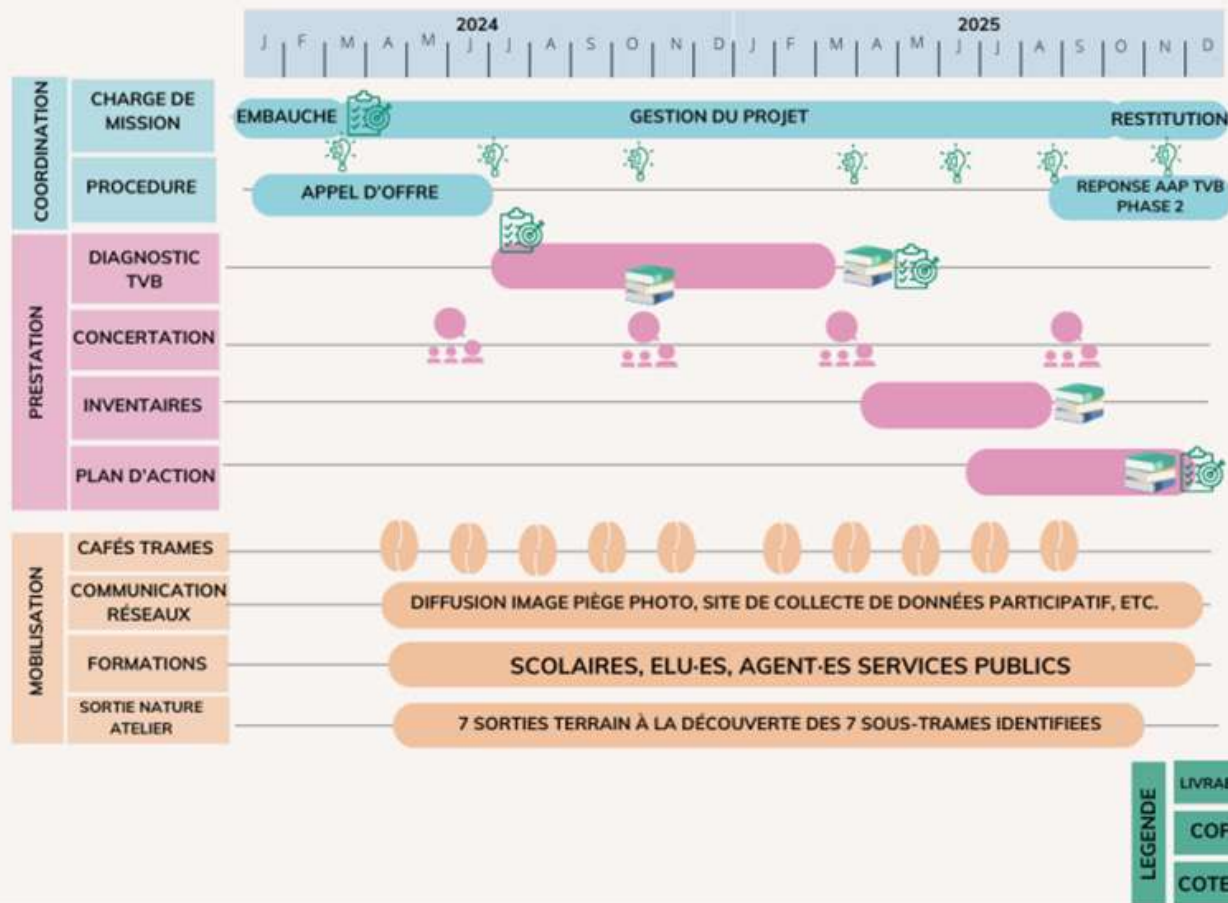 2024
2025
J F M A M J J A S O N D J F M A M J J A S O N D
COORDINATION
CHARGE DE
MISSION
EMBAUCHE
GESTION DU PROJET
RESTITUTION
PROCEDURE
APPEL D'OFFRE
REPONSE AAP TVB
PHASE 2
PRESTATION
DIAGNOSTIC
TVB
CONCERTATION
INVENTAIRES
PLAN D'ACTION
MOBILISATION
CAFÉS TRAMES
COMMUNICATION
RÉSEAUX
DIFFUSION IMAGE PIÈGE PHOTO, SITE DE COLLECTE DE DONNÉES PARTICIPATIF, ETC.
FORMATIONS
SCOLAIRES, ELU·ES, AGENT·ES SERVICES PUBLICS
SORTIE NATURE
ATELIER
7 SORTIES TERRAIN À LA DÉCOUVERTE DES 7 SOUS-TRAMES IDENTIFIEES
LEGENDE